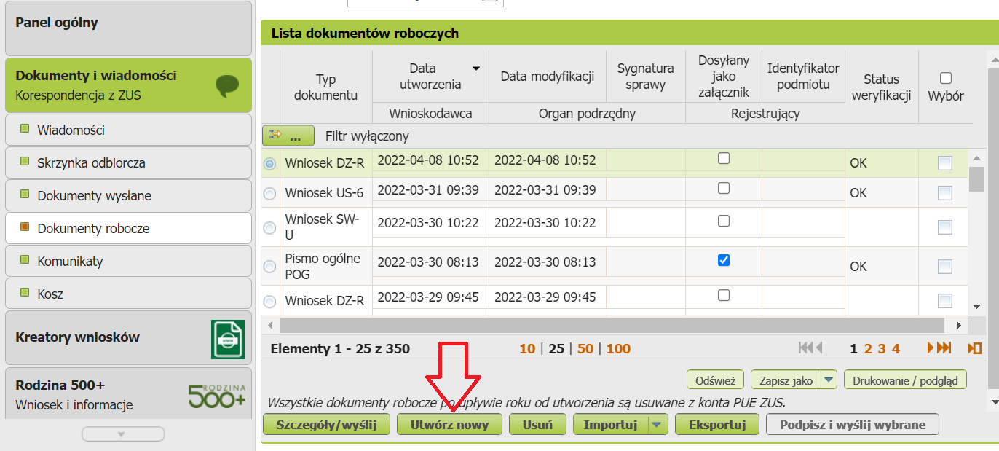 Panel ogólny
Dokumenty i wiadomości
Korespondencja z ZUS
Wiadomości
Skrzynka odbiorcza
Dokumenty wysłane
Dokumenty robocze
Komunikaty
Kosz
Kreatory wniosków
Rodzina 500+
Wniosek i informacje
RODZINA
500+
Lista dokumentów roboczych
Typ dokumentu
Data utworzenia
Data modyfikacji
Sygnatura sprawy
Dosyłany jako załącznik
Identyfikator podmiotu
Status weryfikacji
Wybór
Wnioskodawca
Organ podrzędny
Rejestrujący
... Filtr wyłączony
Wniosek DZ-R 2022-04-08 10:52 2022-04-08 10:52 OK
Wniosek US-6 2022-03-31 09:39 2022-03-31 09:39 OK
Wniosek SW-U 2022-03-30 10:22 2022-03-30 10:22
Pismo ogólne POG 2022-03-30 08:13 2022-03-30 08:13 OK
Wniosek DZ-R 2022-03-29 09:45 2022-03-29 09:45
Elementy 1 - 25 z 350 10 | 25 | 50 | 100 1 2 3 4
Odśwież Zapisz jako Drukowanie / podgląd
Wszystkie dokumenty robocze po upływie roku od utworzenia są usuwane z konta PUE ZUS.
Szczegóły/wyślij Utwórz nowy Usuń Importuj Eksportuj Podpisz i wyślij wybrane